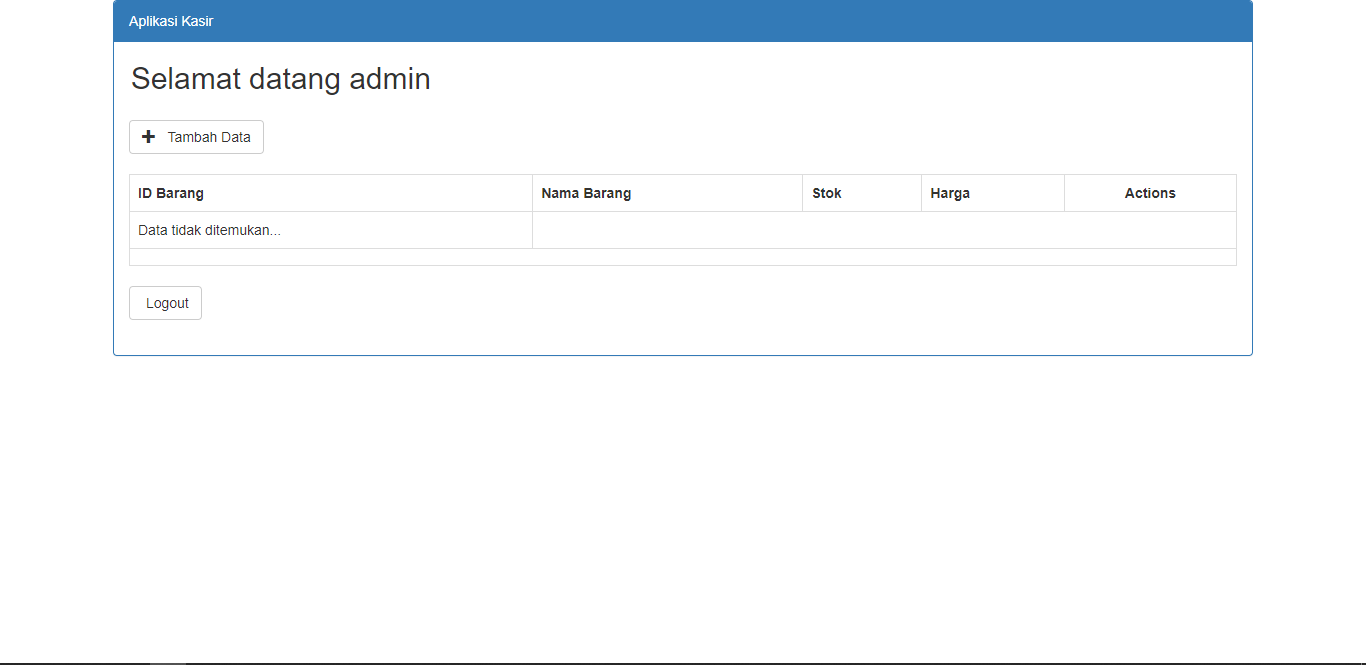 Aplikasi Kasir
Selamat datang admin
Tambah Data
ID Barang Nama Barang Stok Harga Actions
Data tidak ditemukan...
Logout